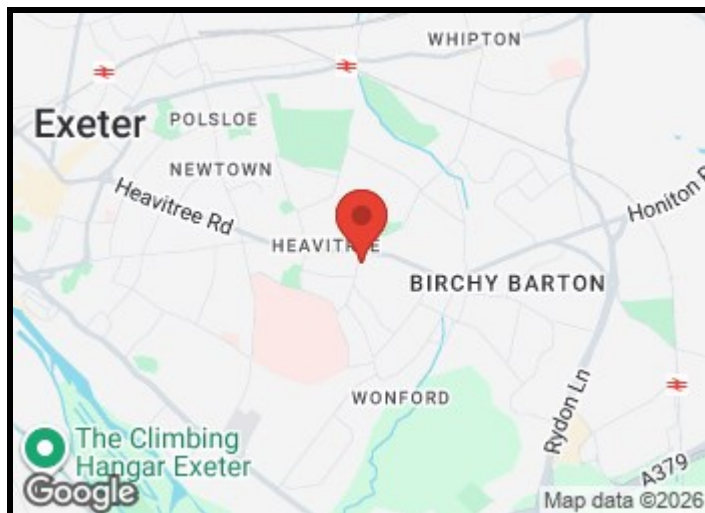 WHIPTON
Exeter
POLSLOE
NEWTOWN
Heavitree Rd
Honiton R
HEAVITREE
BIRCHY BARTON
WONFORD
Rydon Ln
The Climbing
Hangar Exeter
A379
Google
Map data ©2026